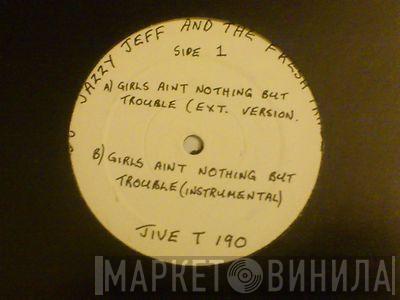 JAZZY JEFF AND THE FRESH
SIDE 1
A) GIRLS AINT NOTHING BUT
TROUBLE (EXT. VERSION.
B) GIRLS AINT NOTHING BUT
TROUBLE (INSTRUMENTAL)
JIVE T 190
МАРКЕТ ВИНИЛА